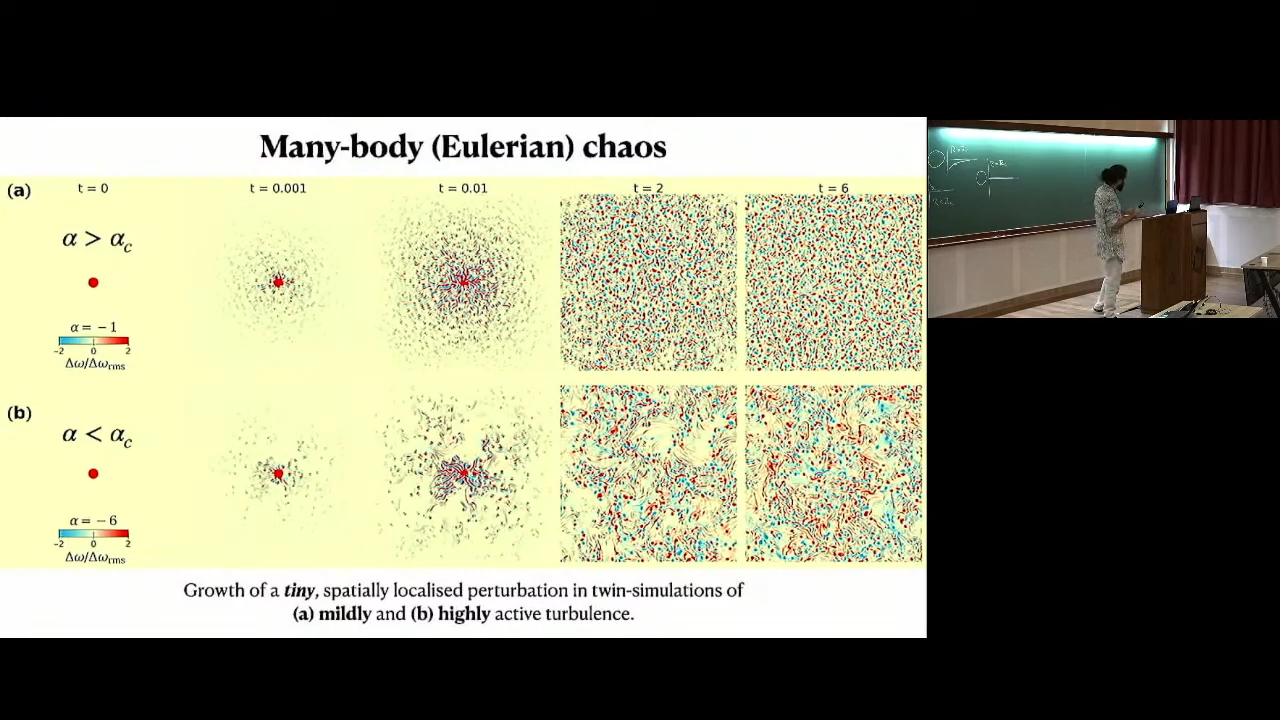 Many-body (Eulerian) chaos
(a)
t = 0
t = 0.001
t = 0.01
t = 2
t = 6
α > α_c
α = −1
−2 0 2
Δω/Δω_rms
(b)
α < α_c
α = −6
−2 0 2
Δω/Δω_rms
Growth of a tiny, spatially localised perturbation in twin-simulations of
(a) mildly and (b) highly active turbulence.